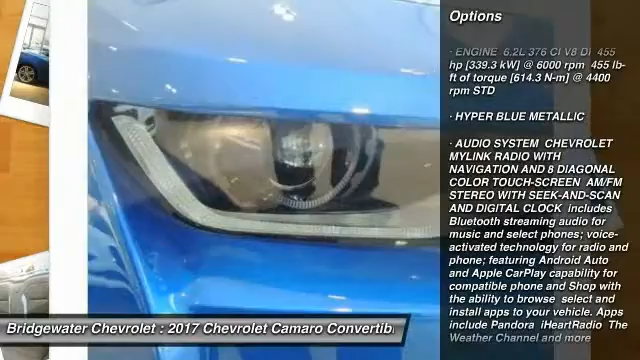 Options
· ENGINE 6.2L 376 CI V8 DI 455
hp [339.3 kW] @ 6000 rpm 455 lb-
ft of torque [614.3 N-m] @ 4400
rpm STD
· HYPER BLUE METALLIC
· AUDIO SYSTEM CHEVROLET
MYLINK RADIO WITH
NAVIGATION AND 8 DIAGONAL
COLOR TOUCH-SCREEN AM/FM
STEREO WITH SEEK-AND-SCAN
AND DIGITAL CLOCK includes
Bluetooth streaming audio for
music and select phones; voice-
activated technology for radio and
phone; featuring Android Auto
and Apple CarPlay capability for
compatible phone and Shop with
the ability to browse select and
install apps to your vehicle. Apps
include Pandora iHeartRadio The
Weather Channel and more
Bridgewater Chevrolet : 2017 Chevrolet Camaro Convertib